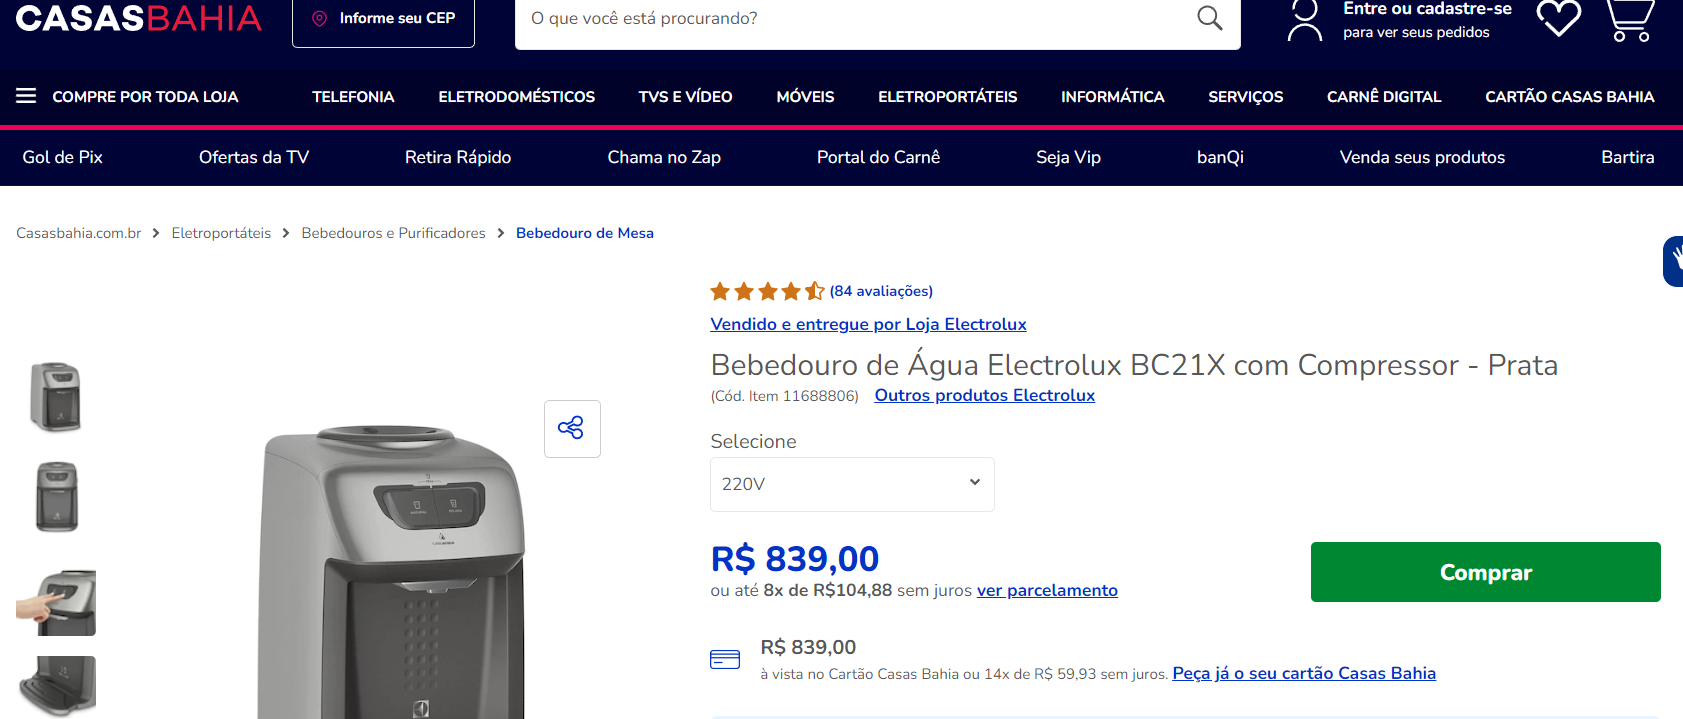 CASASBAHIA
Informe seu CEP
O que você está procurando?
Entre ou cadastre-se
para ver seus pedidos
COMPRE POR TODA LOJA
TELEFONIA
ELETRODOMÉSTICOS
TVS E VÍDEO
MÓVEIS
ELETROPORTÁTEIS
INFORMÁTICA
SERVIÇOS
CARNÊ DIGITAL
CARTÃO CASAS BAHIA
Gol de Pix
Ofertas da TV
Retira Rápido
Chama no Zap
Portal do Carnê
Seja Vip
banQi
Venda seus produtos
Bartira
Casasbahia.com.br > Eletroportáteis > Bebedouros e Purificadores > Bebedouro de Mesa
(84 avaliações)
Vendido e entregue por Loja Electrolux
Bebedouro de Água Electrolux BC21X com Compressor - Prata
(Cód. Item 11688806) Outros produtos Electrolux
Selecione
220V
R$ 839,00
ou até 8x de R$104,88 sem juros ver parcelamento
Comprar
R$ 839,00
à vista no Cartão Casas Bahia ou 14x de R$ 59,93 sem juros. Peça já o seu cartão Casas Bahia